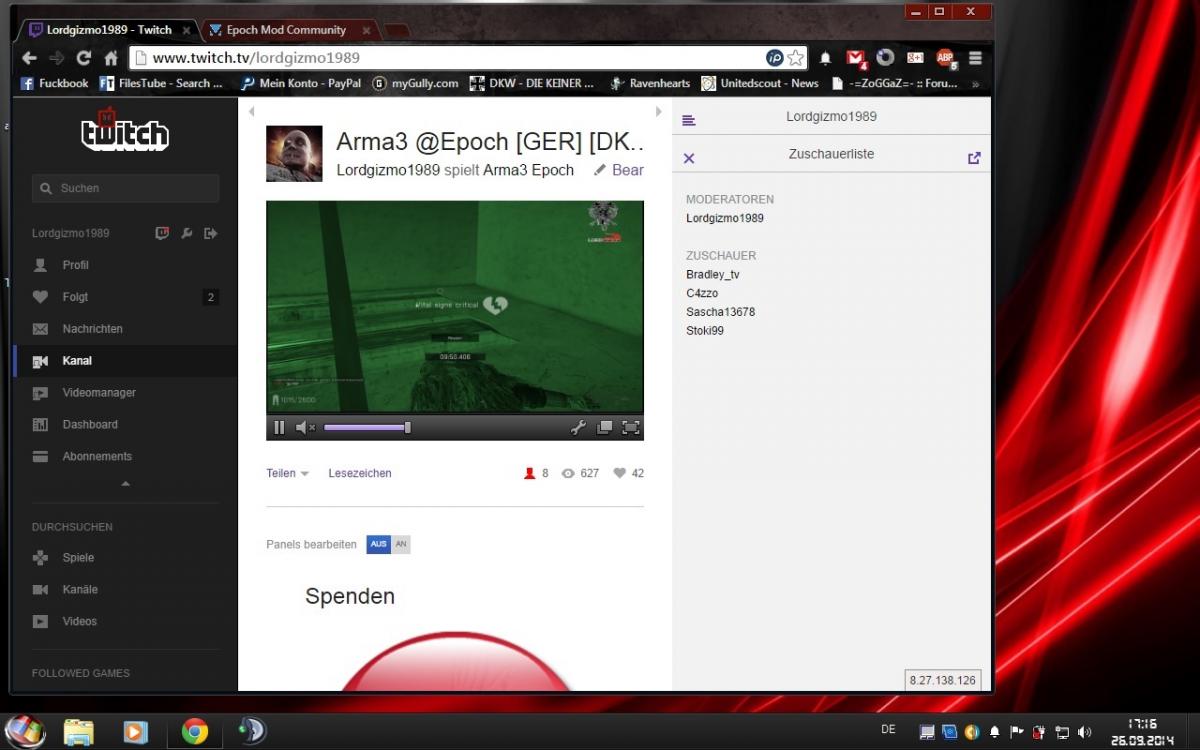 Lordgizmo1989 - Twitch
Epoch Mod Community
www.twitch.tv/lordgizmo1989
Fuckbook
FilesTube - Search ...
Mein Konto - PayPal
myGully.com
DKW - DIE KEINER ...
Ravenhearts
Unitedscout - News
-=ZoGGaZ=- :: Foru...
twitch
Suchen
Lordgizmo1989
Profil
Folgt 2
Nachrichten
Kanal
Videomanager
Dashboard
Abonnements
DURCHSUCHEN
Spiele
Kanäle
Videos
FOLLOWED GAMES
Arma3 @Epoch [GER] [DK..
Lordgizmo1989 spielt Arma3 Epoch
Bear
Vital signs critical
09:50.406
1015/2600
Teilen
Lesezeichen
8
627
42
Panels bearbeiten
AUS AN
Spenden
Lordgizmo1989
Zuschauerliste
MODERATOREN
Lordgizmo1989
ZUSCHAUER
Bradley_tv
C4zzo
Sascha13678
Stoki99
8.27.138.126
DE
17:16
26.09.2014